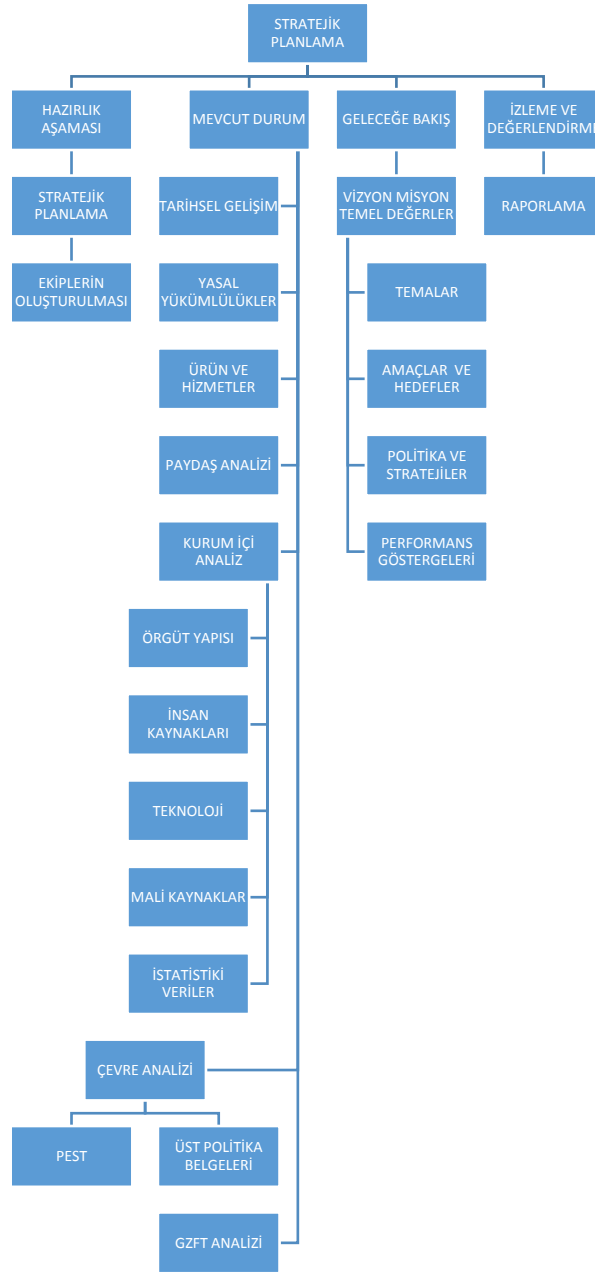 STRATEJİK
PLANLAMA
HAZIRLIK
AŞAMASI
STRATEJİK
PLANLAMA
EKİPLERİN
OLUŞTURULMASI
MEVCUT DURUM
TARİHSEL GELİŞİM
YASAL
YÜKÜMLÜLÜKLER
ÜRÜN VE
HİZMETLER
PAYDAŞ ANALİZİ
KURUM İÇİ
ANALİZ
ÖRGÜT YAPISI
İNSAN
KAYNAKLARI
TEKNOLOJİ
MALİ KAYNAKLAR
İSTATİSTİKİ
VERİLER
ÇEVRE ANALİZİ
PEST
ÜST POLİTİKA
BELGELERİ
GZFT ANALİZİ
GELECEĞE BAKIŞ
VİZYON MİSYON
TEMEL DEĞERLER
TEMALAR
AMAÇLAR VE
HEDEFLER
POLİTİKA VE
STRATEJİLER
PERFORMANS
GÖSTERGELERİ
İZLEME VE
DEĞERLENDİRME
RAPORLAMA